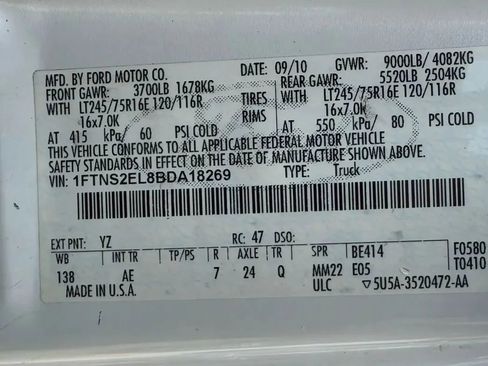 MFD. BY FORD MOTOR CO.
DATE: 09/10 GVWR: 9000LB/ 4082KG
FRONT GAWR: 3700LB 1678KG REAR GAWR: 5520LB 2504KG
WITH LT245/75R16E 120/116R TIRES WITH LT245/75R16E 120/116R
16x7.0K RIMS 16x7.0K
AT 415 kPa/ 60 PSI COLD AT 550 kPa/ 80 PSI COLD
THIS VEHICLE CONFORMS TO ALL APPLICABLE FEDERAL MOTOR VEHICLE
SAFETY STANDARDS IN EFFECT ON THE DATE OF MANUFACTURE SHOWN ABOVE.
VIN: 1FTNS2EL8BDA18269 TYPE: Truck
EXT PNT: YZ RC: 47 DSO: F0580
WB INT TR TP/PS R AXLE TR SPR BE414 T0410
138 AE 7 24 Q MM22 E05
MADE IN U.S.A. ULC ▽5U5A-3520472-AA